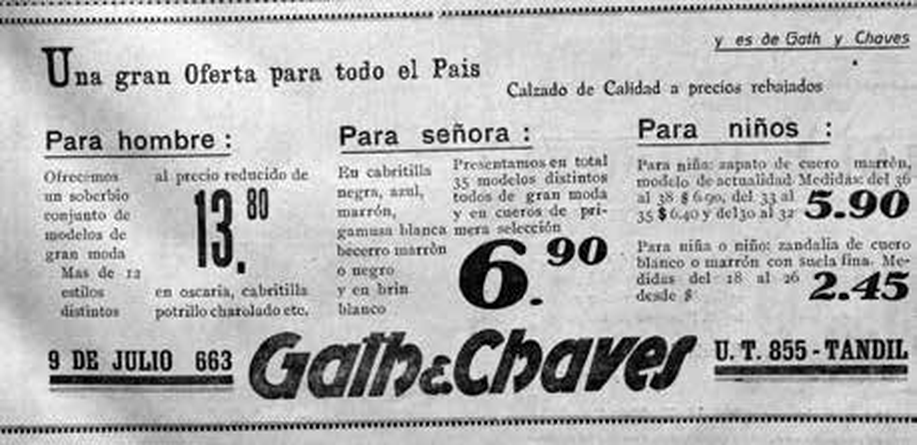 y es de Gath y Chaves
Una gran Oferta para todo el Pais
Calzado de Calidad a precios rebajados
Para hombre :
Ofrecemos
un soberbio
conjunto de
modelos de
gran moda
Mas de 12
estilos
distintos
al precio reducido de
13.80
en oscaria, cabritilla
potrillo charolado etc.
Para señora :
En cabritilla
negra, azul,
marrón,
gamusa blanca
becerro marrón
o negro
y en brin
blanco
Presentamos en total
35 modelos distintos
todos de gran moda
y en cueros de pri-
mera selección
6.90
Para niños :
Para niña: zapato de cuero marrón,
modelo de actualidad. Medidas: del 36
al 38 $ 6.90, del 33 al
35 $ 6.40 y del 30 al 32 5.90
Para niña o niño: zandalia de cuero
blanco o marrón con suela fina. Me-
didas del 18 al 26
desde $ 2.45
9 DE JULIO 663
Gath & Chaves
U. T. 855 - TANDIL